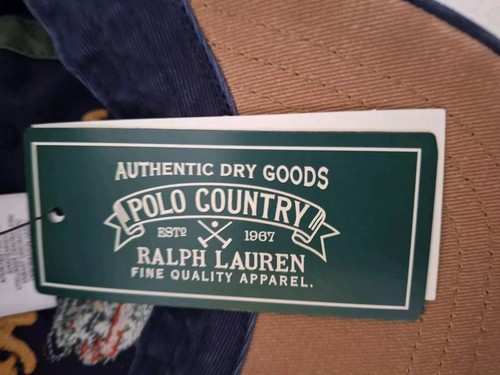 AUTHENTIC DRY GOODS
POLO COUNTRY
ESTD 1967
RALPH LAUREN
FINE QUALITY APPAREL.